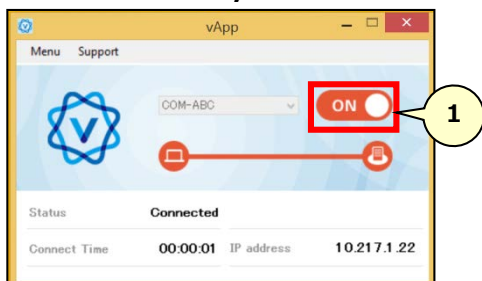 vApp
Menu Support
COM-ABC ON
1
Status Connected
Connect Time 00:00:01 IP address 10.217.1.22